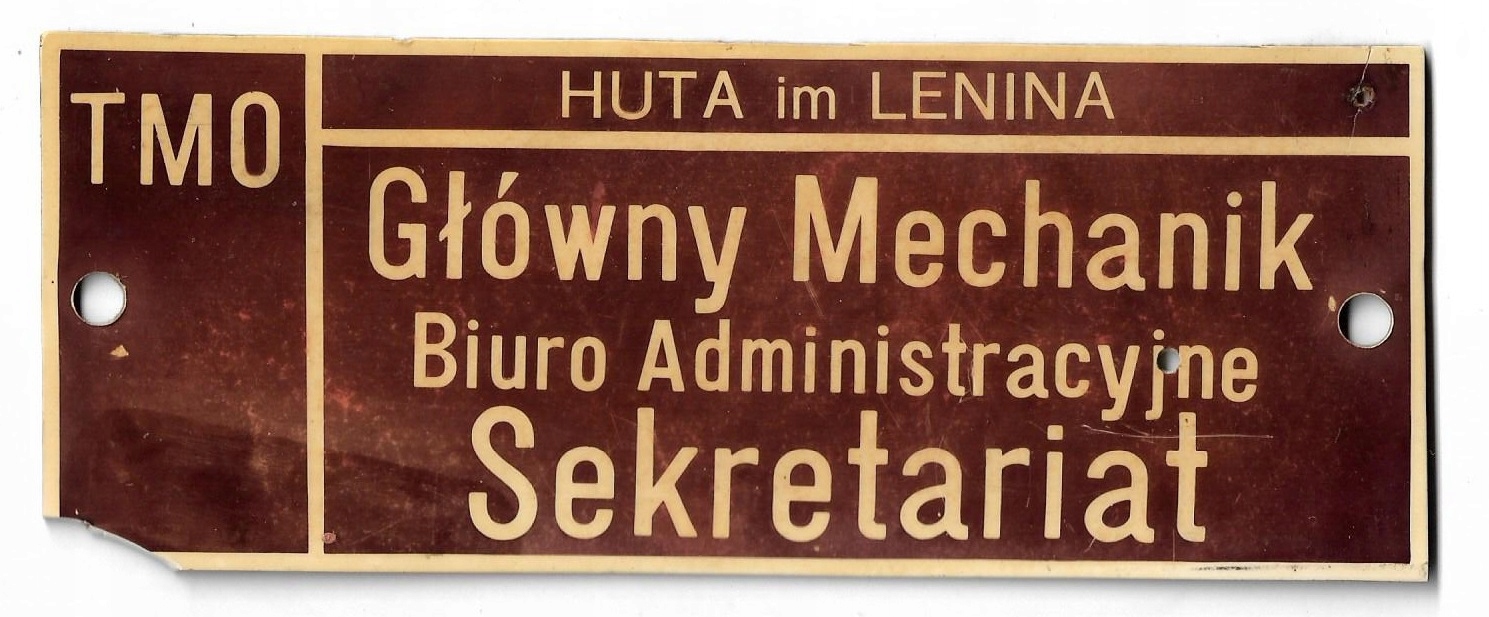 TMO
HUTA im LENINA
Główny Mechanik
Biuro Administracyjne
Sekretariat